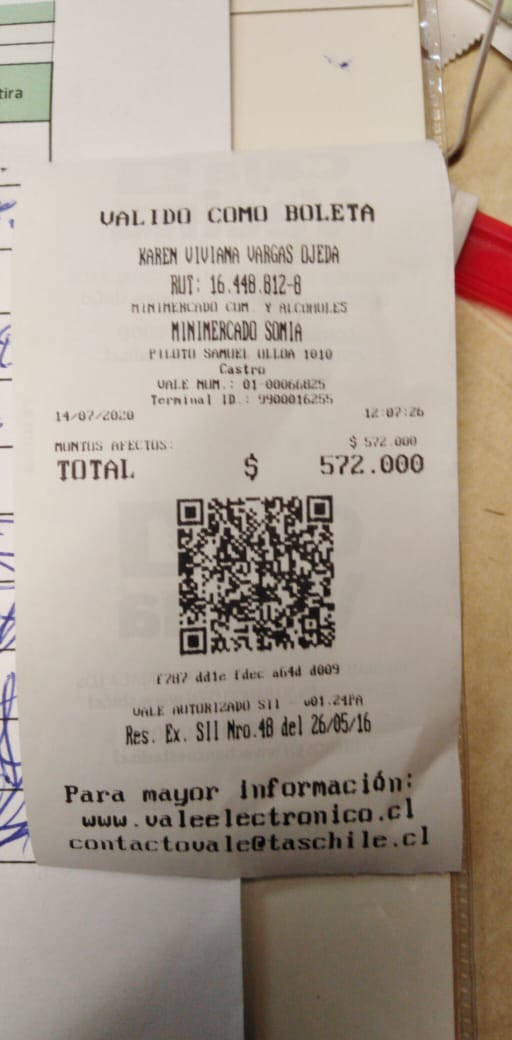 tira
VALIDO COMO BOLETA
KAREN VIVIANA VARGAS OJEDA
RUT: 16.448.812-8
MINIMERCADO COM. Y ALCOHOLES
MINIMERCADO SOMIA
PILOTO SAMUEL ULLOA 1010
Castro
VALE NUM.: 01-00066825
Terminal ID.: 9900016255
14/07/2020 12:07:26
MONTOS AFECTOS: $ 572.000
TOTAL $ 572.000
f787 dd1e fdec a64d d009
VALE AUTORIZADO SII - v01.24PA
Res. Ex. SII Nro.48 del 26/05/16
Para mayor información:
www.valeelectronico.cl
contactovale@taschile.cl